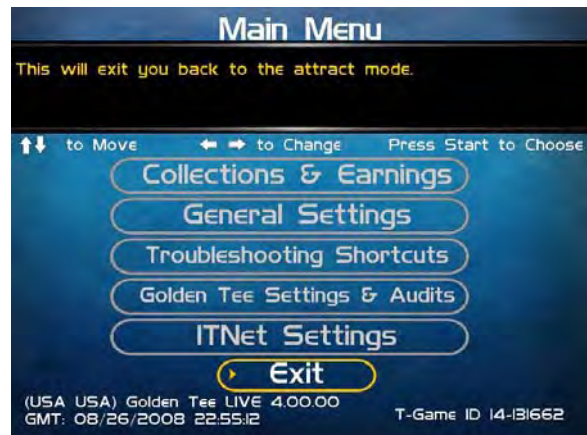 Main Menu
This will exit you back to the attract mode.
to Move to Change Press Start to Choose
Collections & Earnings
General Settings
Troubleshooting Shortcuts
Golden Tee Settings & Audits
ITNet Settings
Exit
(USA USA) Golden Tee LIVE 4.00.00
GMT: 08/26/2008 22:55:12
T-Game ID 14-131662